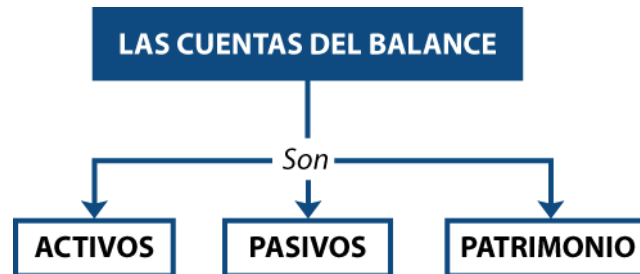 LAS CUENTAS DEL BALANCE
Son
ACTIVOS
PASIVOS
PATRIMONIO